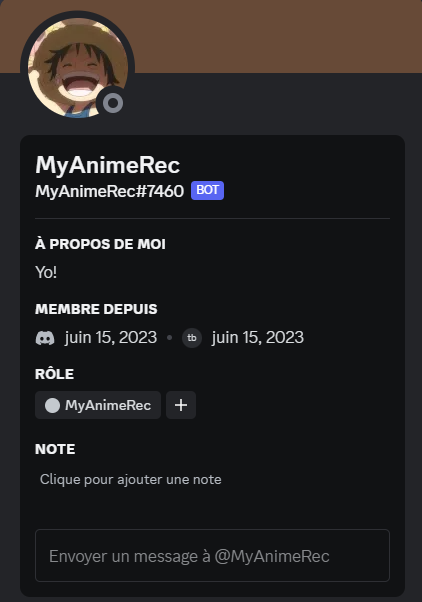 MyAnimeRec
MyAnimeRec#7460 BOT
À PROPOS DE MOI
Yo!
MEMBRE DEPUIS
juin 15, 2023 • tb juin 15, 2023
RÔLE
MyAnimeRec +
NOTE
Clique pour ajouter une note
Envoyer un message à @MyAnimeRec